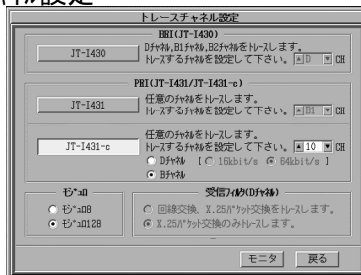 トレースチャネル設定
BRI(JT-I430)
JT-I430
Dチャネル,B1チャネル,B2チャネルをトレースします。
トレースするチャネルを設定して下さい。 D CH
PRI(JT-I431/JT-I431-c)
JT-I431
任意のチャネルをトレースします。
トレースするチャネルを設定して下さい。 B1 CH
JT-I431-c
任意のチャネルをトレースします。
トレースするチャネルを設定して下さい。 10 CH
Dチャネル [ 16kbit/s 64kbit/s ]
Bチャネル
モジュロ
モジュロ8
モジュロ128
受信フィルタ(Dチャネル)
回線交換、X.25パケット交換をトレースします。
X.25パケット交換のみトレースします。
モニタ 戻る